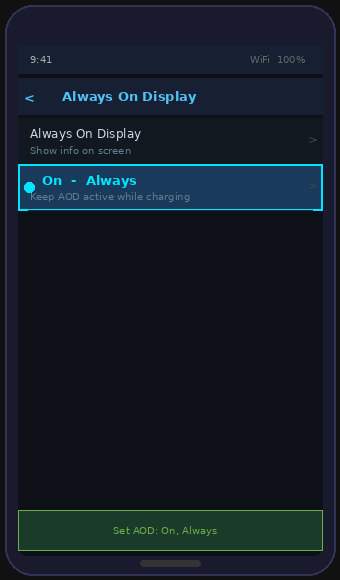 9:41 WiFi 100%
< Always On Display
Always On Display >
Show info on screen
On - Always >
Keep AOD active while charging
Set AOD: On, Always